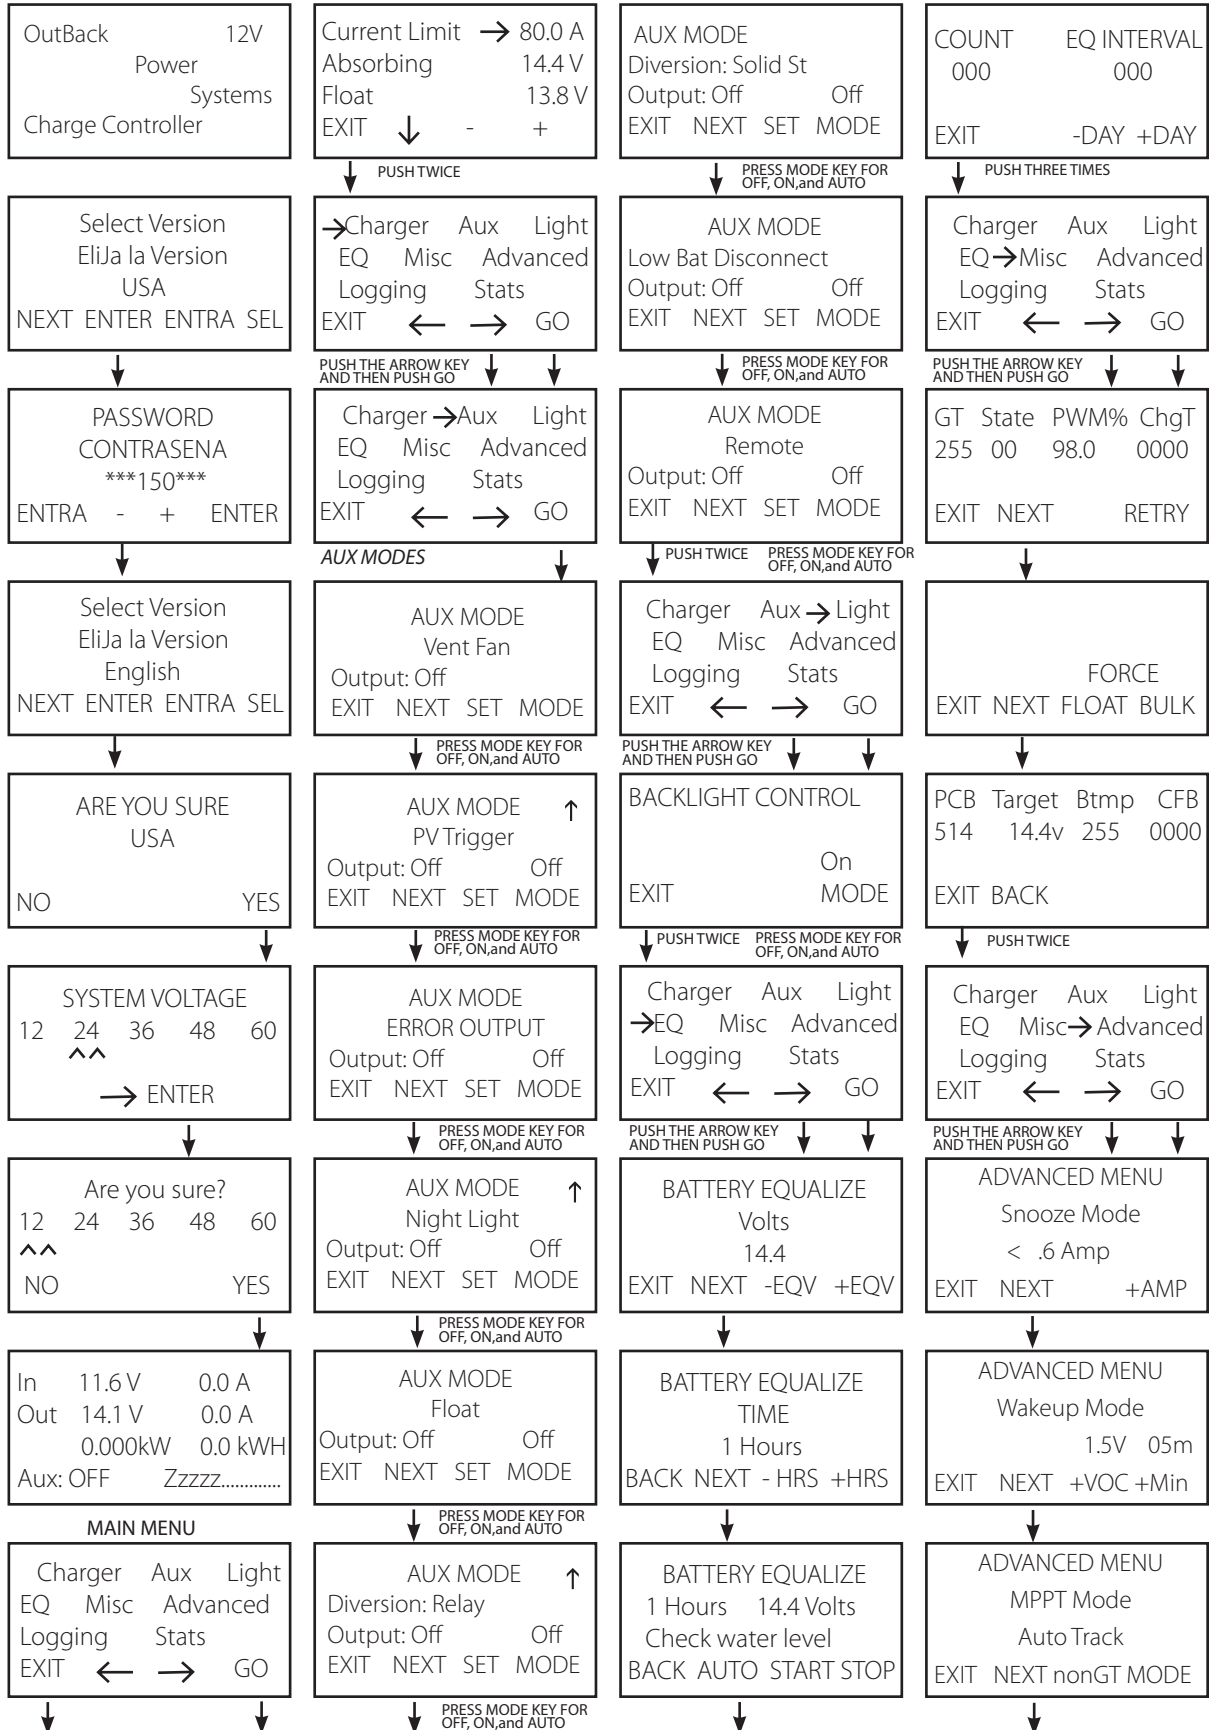 OutBack 12V
Power
Systems
Charge Controller
Select Version
EliJa la Version
USA
NEXT ENTER ENTRA SEL
PASSWORD
CONTRASENA
***150***
ENTRA - + ENTER
Select Version
EliJa la Version
English
NEXT ENTER ENTRA SEL
ARE YOU SURE
USA
NO YES
SYSTEM VOLTAGE
12 24 36 48 60
^^
→ ENTER
Are you sure?
12 24 36 48 60
^^
NO YES
In 11.6 V 0.0 A
Out 14.1 V 0.0 A
0.000kW 0.0 kWH
Aux: OFF Zzzzz.............
MAIN MENU
Charger Aux Light
EQ Misc Advanced
Logging Stats
EXIT ← → GO
Current Limit → 80.0 A
Absorbing 14.4 V
Float 13.8 V
EXIT ↓ - +
PUSH TWICE
→Charger Aux Light
EQ Misc Advanced
Logging Stats
EXIT ← → GO
PUSH THE ARROW KEY
AND THEN PUSH GO
Charger →Aux Light
EQ Misc Advanced
Logging Stats
EXIT ← → GO
AUX MODES
AUX MODE
Vent Fan
Output: Off
EXIT NEXT SET MODE
PRESS MODE KEY FOR
OFF, ON,and AUTO
AUX MODE ↑
PV Trigger
Output: Off Off
EXIT NEXT SET MODE
PRESS MODE KEY FOR
OFF, ON,and AUTO
AUX MODE
ERROR OUTPUT
Output: Off Off
EXIT NEXT SET MODE
PRESS MODE KEY FOR
OFF, ON,and AUTO
AUX MODE ↑
Night Light
Output: Off Off
EXIT NEXT SET MODE
PRESS MODE KEY FOR
OFF, ON,and AUTO
AUX MODE
Float
Output: Off Off
EXIT NEXT SET MODE
PRESS MODE KEY FOR
OFF, ON,and AUTO
AUX MODE ↑
Diversion: Relay
Output: Off Off
EXIT NEXT SET MODE
PRESS MODE KEY FOR
OFF, ON,and AUTO
AUX MODE
Diversion: Solid St
Output: Off Off
EXIT NEXT SET MODE
PRESS MODE KEY FOR
OFF, ON,and AUTO
AUX MODE
Low Bat Disconnect
Output: Off Off
EXIT NEXT SET MODE
PRESS MODE KEY FOR
OFF, ON,and AUTO
AUX MODE
Remote
Output: Off Off
EXIT NEXT SET MODE
PUSH TWICE PRESS MODE KEY FOR
OFF, ON,and AUTO
Charger Aux → Light
EQ Misc Advanced
Logging Stats
EXIT ← → GO
PUSH THE ARROW KEY
AND THEN PUSH GO
BACKLIGHT CONTROL
On
EXIT MODE
PUSH TWICE PRESS MODE KEY FOR
OFF, ON,and AUTO
Charger Aux Light
→EQ Misc Advanced
Logging Stats
EXIT ← → GO
PUSH THE ARROW KEY
AND THEN PUSH GO
BATTERY EQUALIZE
Volts
14.4
EXIT NEXT -EQV +EQV
BATTERY EQUALIZE
TIME
1 Hours
BACK NEXT - HRS +HRS
BATTERY EQUALIZE
1 Hours 14.4 Volts
Check water level
BACK AUTO START STOP
COUNT EQ INTERVAL
000 000
EXIT -DAY +DAY
PUSH THREE TIMES
Charger Aux Light
EQ→Misc Advanced
Logging Stats
EXIT ← → GO
PUSH THE ARROW KEY
AND THEN PUSH GO
GT State PWM% ChgT
255 00 98.0 0000
EXIT NEXT RETRY
FORCE
EXIT NEXT FLOAT BULK
PCB Target Btmp CFB
514 14.4v 255 0000
EXIT BACK
PUSH TWICE
Charger Aux Light
EQ Misc→ Advanced
Logging Stats
EXIT ← → GO
PUSH THE ARROW KEY
AND THEN PUSH GO
ADVANCED MENU
Snooze Mode
< .6 Amp
EXIT NEXT +AMP
ADVANCED MENU
Wakeup Mode
1.5V 05m
EXIT NEXT +VOC +Min
ADVANCED MENU
MPPT Mode
Auto Track
EXIT NEXT nonGT MODE